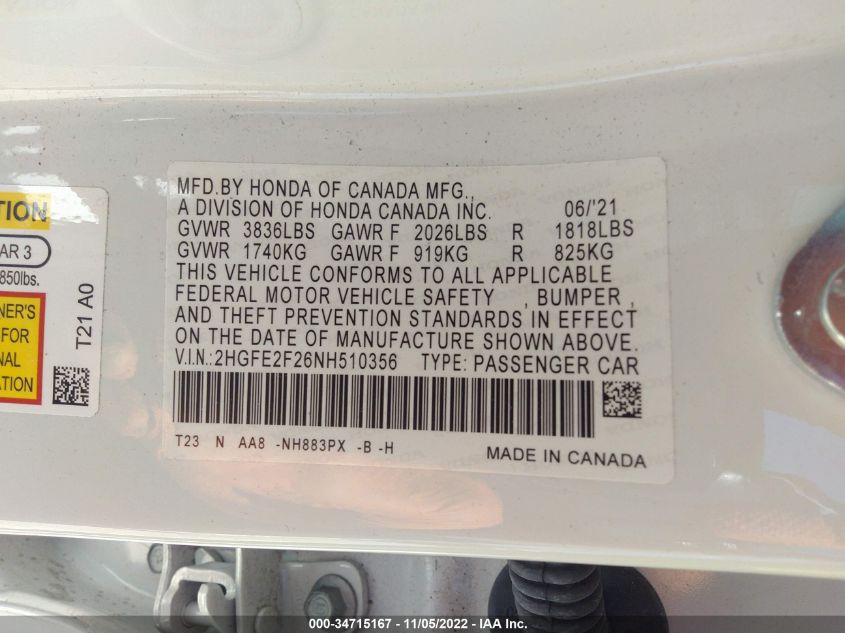 MFD.BY HONDA OF CANADA MFG.,
A DIVISION OF HONDA CANADA INC. 06/'21
GVWR 3836LBS GAWR F 2026LBS R 1818LBS
GVWR 1740KG GAWR F 919KG R 825KG
THIS VEHICLE CONFORMS TO ALL APPLICABLE
FEDERAL MOTOR VEHICLE SAFETY , BUMPER ,
AND THEFT PREVENTION STANDARDS IN EFFECT
ON THE DATE OF MANUFACTURE SHOWN ABOVE.
V.I.N.:2HGFE2F26NH510356 TYPE: PASSENGER CAR
T23 N AA8 -NH883PX -B -H
MADE IN CANADA
TION
AR 3
850lbs.
NER'S
FOR
NAL
ATION
T21 A0
000-34715167 - 11/05/2022 - IAA Inc.